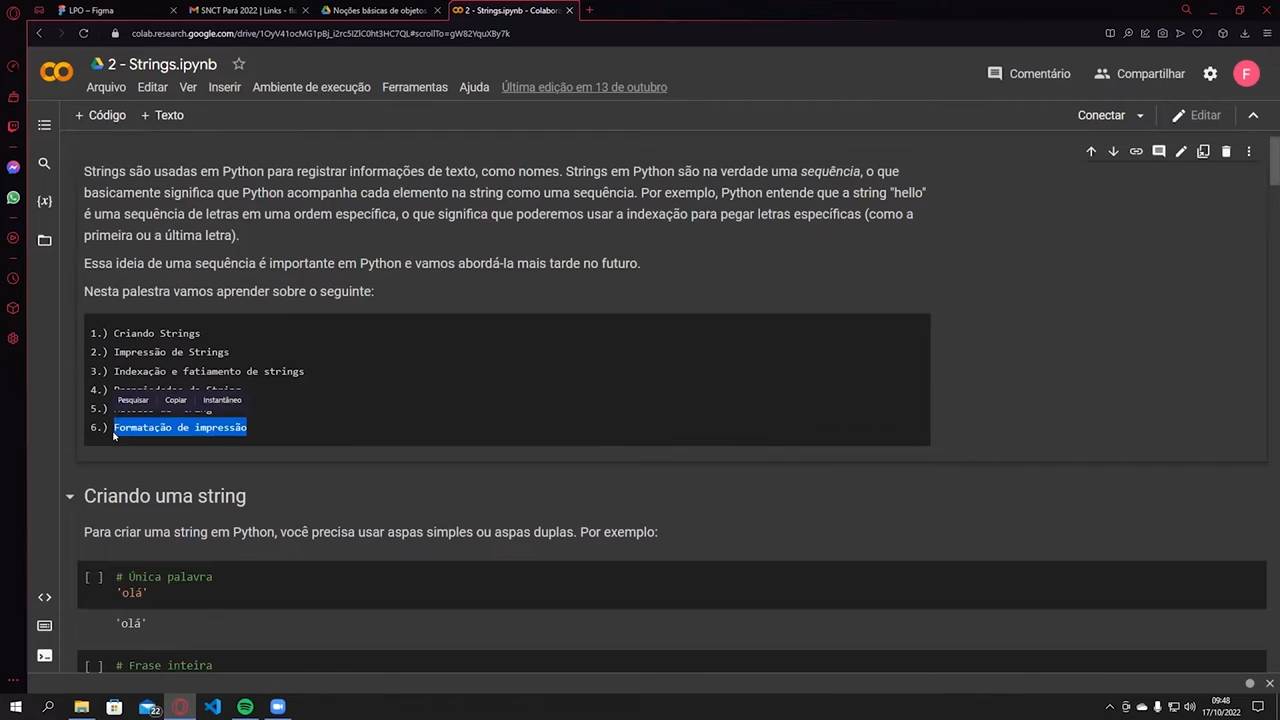 LPO – Figma
SNCT Pará 2022 | Links - fl
Noções básicas de objetos
2 - Strings.ipynb - Colabor
colab.research.google.com/drive/1OyV41ocMG1pBj_i2rc5IZlC0ht3HC7QL#scrollTo=gW82YquXBy7k
2 - Strings.ipynb
Comentário
Compartilhar
F
Arquivo Editar Ver Inserir Ambiente de execução Ferramentas Ajuda Última edição em 13 de outubro
+ Código + Texto
Conectar
Editar
Strings são usadas em Python para registrar informações de texto, como nomes. Strings em Python são na verdade uma sequência, o que
basicamente significa que Python acompanha cada elemento na string como uma sequência. Por exemplo, Python entende que a string "hello"
é uma sequência de letras em uma ordem específica, o que significa que poderemos usar a indexação para pegar letras específicas (como a
primeira ou a última letra).
Essa ideia de uma sequência é importante em Python e vamos abordá-la mais tarde no futuro.
Nesta palestra vamos aprender sobre o seguinte:
1.) Criando Strings
2.) Impressão de Strings
3.) Indexação e fatiamento de strings
4.) Propriedades de String
Pesquisar Copiar Instantâneo
5.)
6.) Formatação de impressão
Criando uma string
Para criar uma string em Python, você precisa usar aspas simples ou aspas duplas. Por exemplo:
[ ] # Única palavra
'olá'
'olá'
[ ] # Frase inteira
22
09:48
17/10/2022